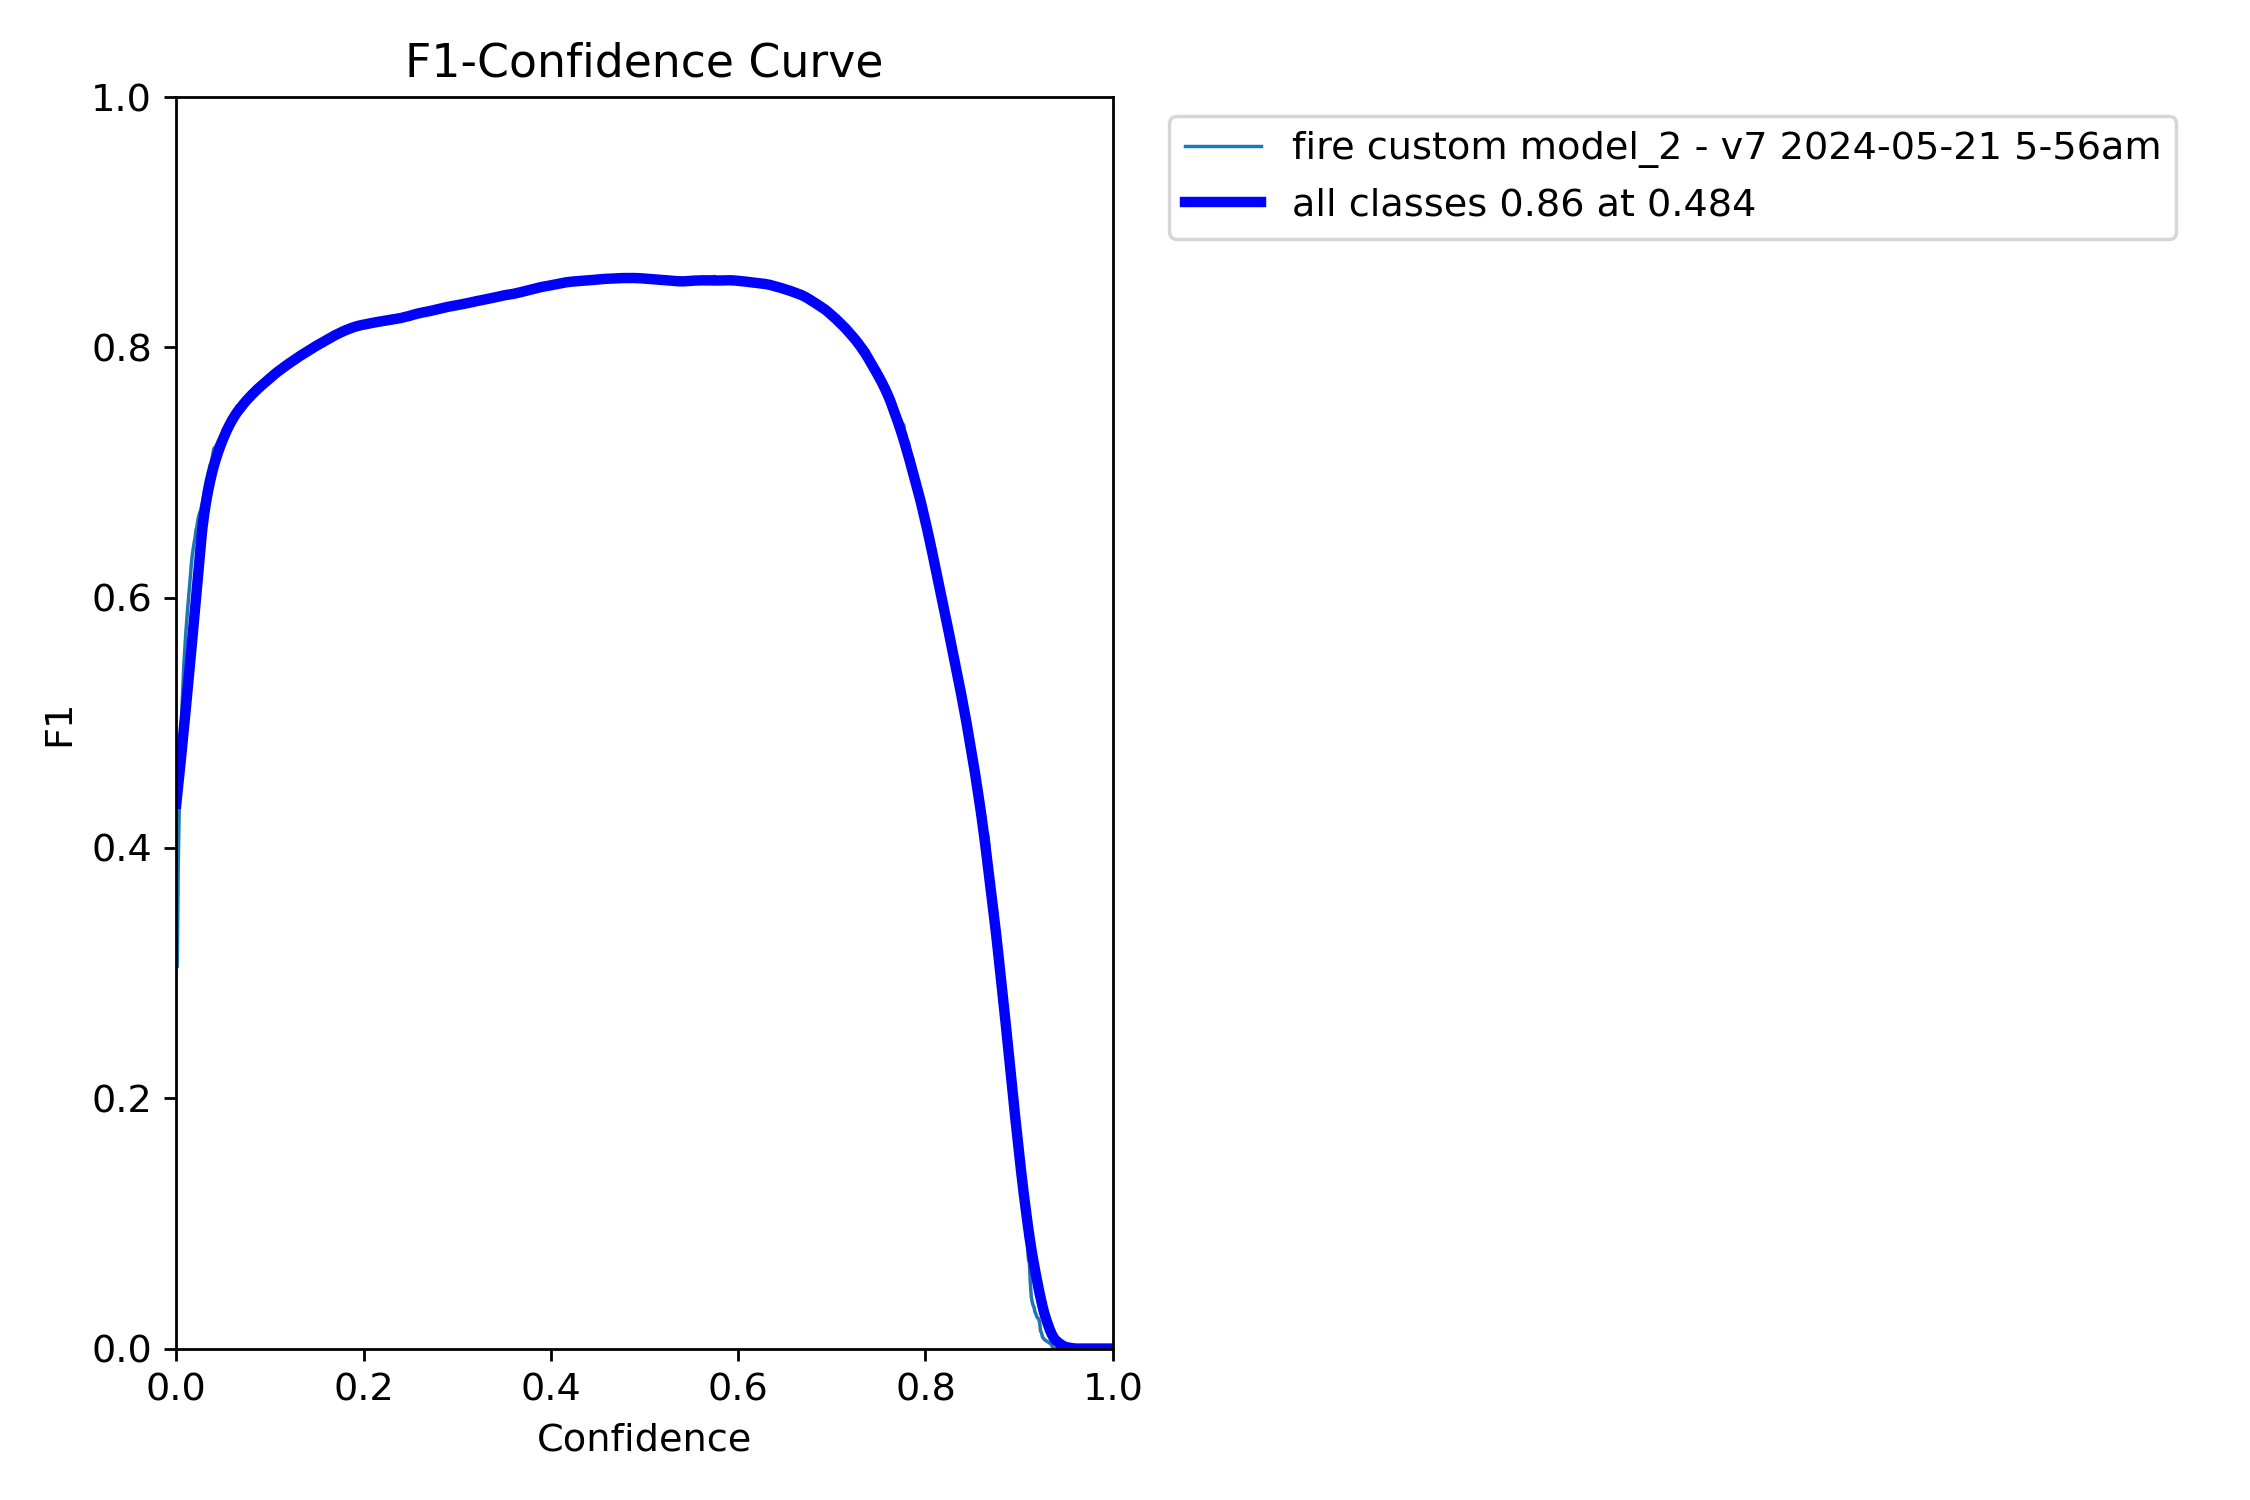 F1-Confidence Curve
1.0
0.8
0.6
0.4
0.2
0.0
F1
0.0 0.2 0.4 0.6 0.8 1.0
Confidence
fire custom model_2 - v7 2024-05-21 5-56am
all classes 0.86 at 0.484